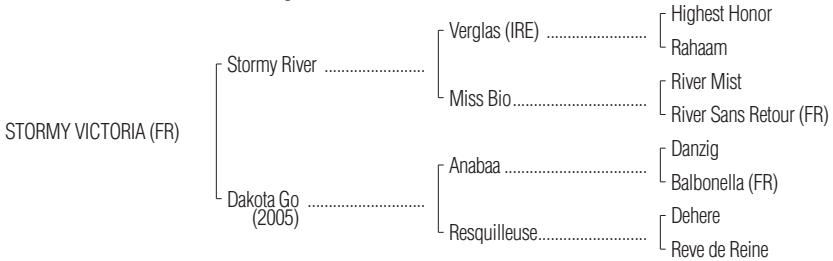 Highest Honor
Verglas (IRE) ........................
Rahaam
Stormy River ........................
River Mist
Miss Bio................................
River Sans Retour (FR)
STORMY VICTORIA (FR)
Danzig
Anabaa ..................................
Balbonella (FR)
Dakota Go ............................
(2005)
Dehere
Resquilleuse..........................
Reve de Reine